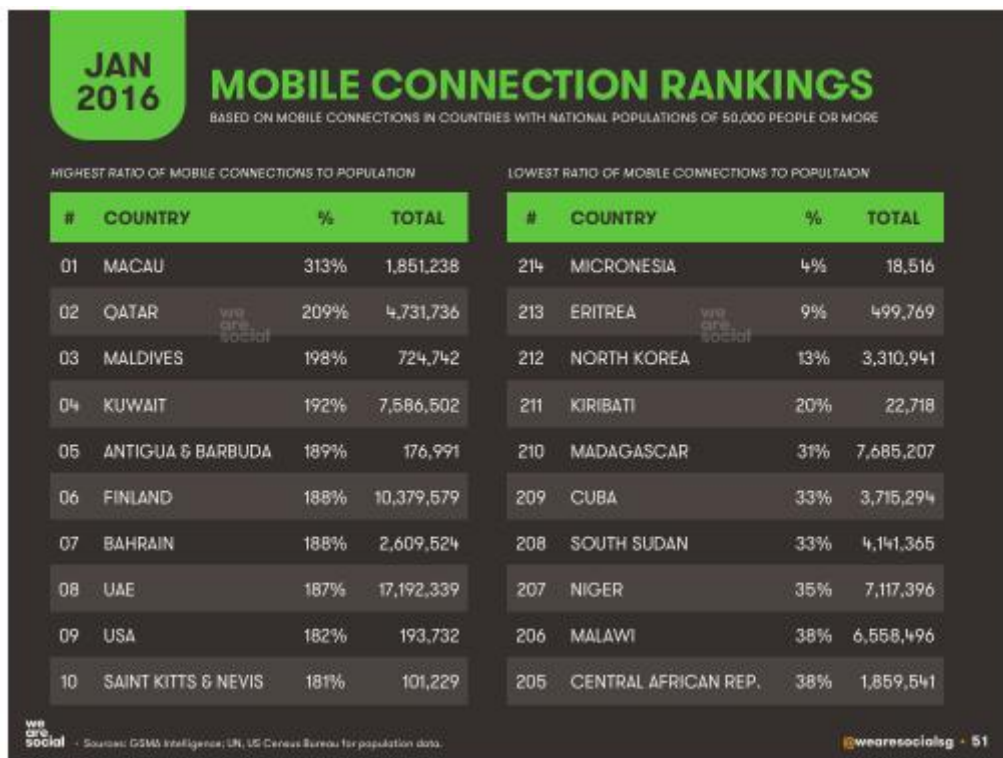 JAN
2016
MOBILE CONNECTION RANKINGS
BASED ON MOBILE CONNECTIONS IN COUNTRIES WITH NATIONAL POPULATIONS OF 50,000 PEOPLE OR MORE
HIGHEST RATIO OF MOBILE CONNECTIONS TO POPULATION
# COUNTRY % TOTAL
01 MACAU 313% 1,851,238
02 QATAR 209% 4,731,736
03 MALDIVES 198% 724,742
04 KUWAIT 192% 7,586,502
05 ANTIGUA & BARBUDA 189% 176,991
06 FINLAND 188% 10,379,579
07 BAHRAIN 188% 2,609,524
08 UAE 187% 17,192,339
09 USA 182% 193,732
10 SAINT KITTS & NEVIS 181% 101,229
we
are
social
LOWEST RATIO OF MOBILE CONNECTIONS TO POPULTAION
# COUNTRY % TOTAL
214 MICRONESIA 4% 18,516
213 ERITREA 9% 499,769
212 NORTH KOREA 13% 3,310,941
211 KIRIBATI 20% 22,718
210 MADAGASCAR 31% 7,685,207
209 CUBA 33% 3,715,294
208 SOUTH SUDAN 33% 4,141,365
207 NIGER 35% 7,117,396
206 MALAWI 38% 6,558,496
205 CENTRAL AFRICAN REP. 38% 1,859,541
we
are
social
we
are
social
• Sources: GSMA Intelligence; UN, US Census Bureau for population data.
@wearesocialsg • 51